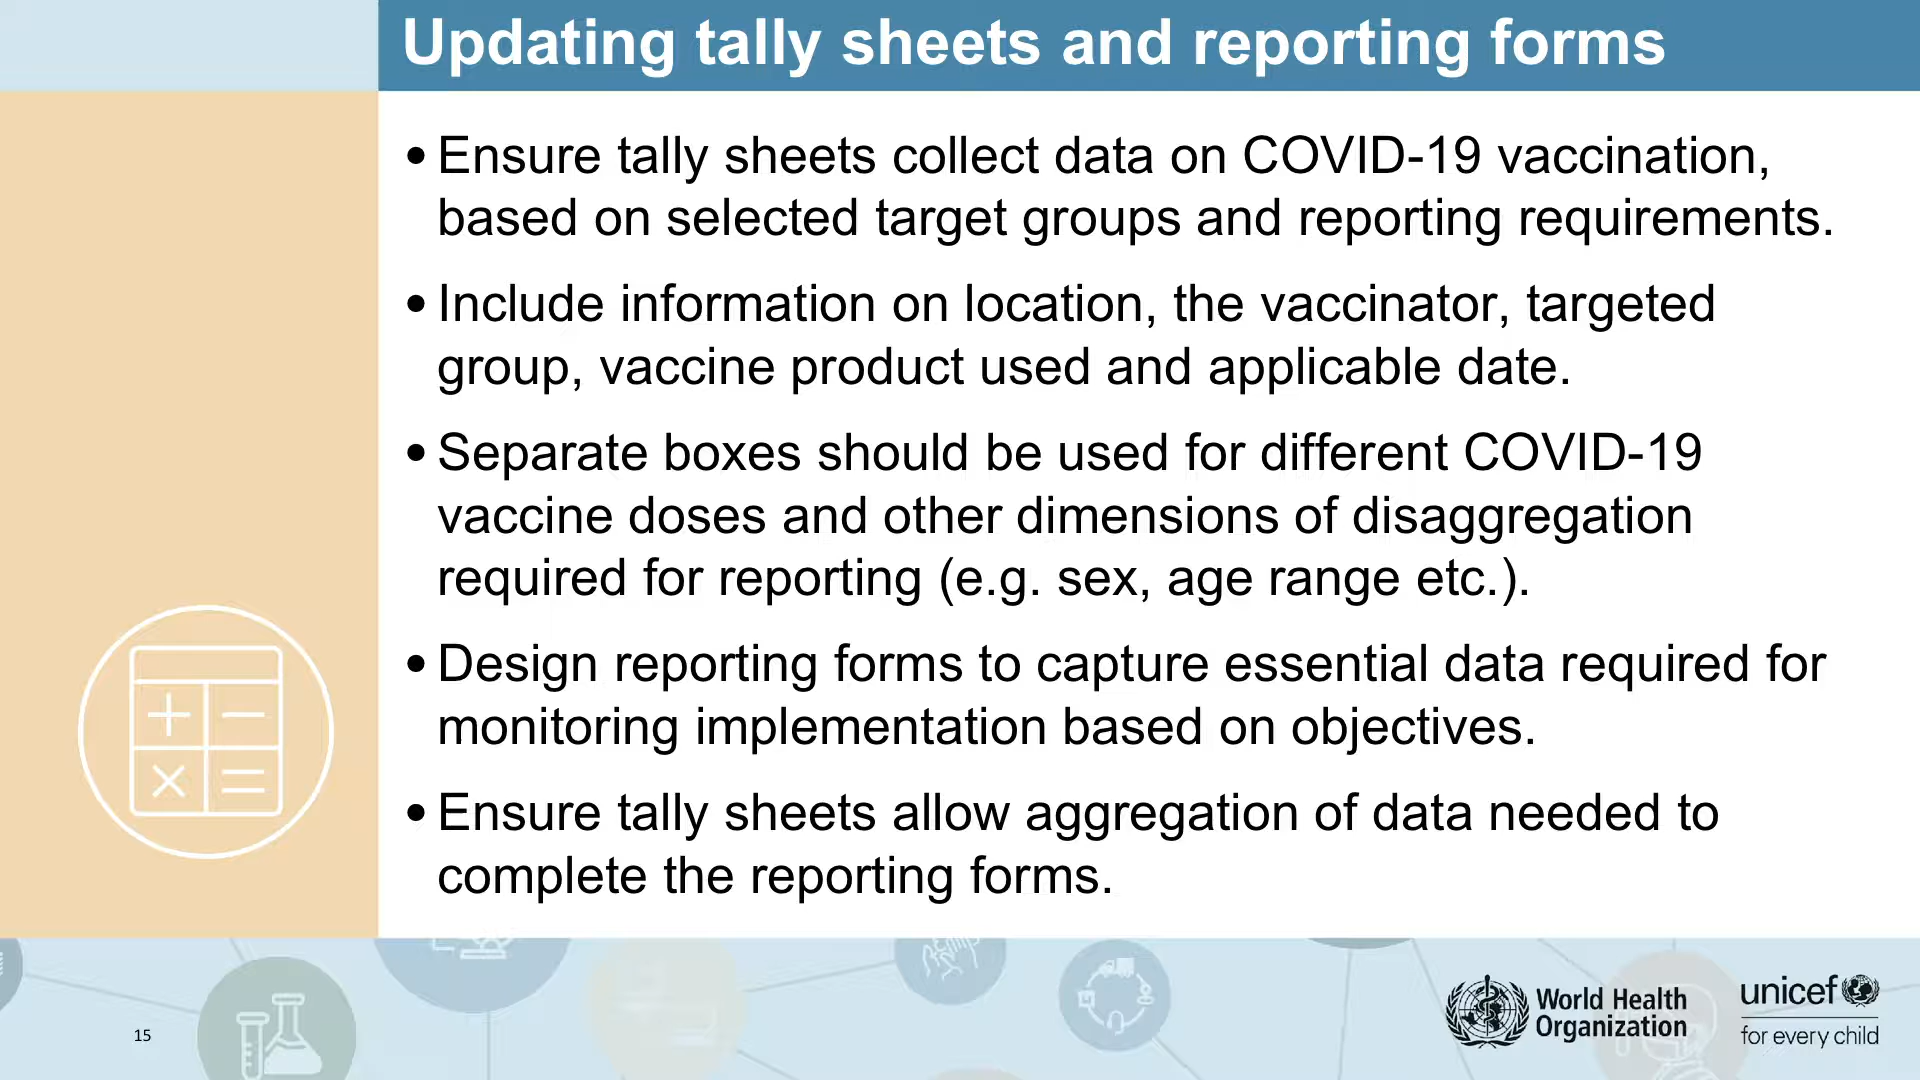 Updating tally sheets and reporting forms
• Ensure tally sheets collect data on COVID-19 vaccination,
based on selected target groups and reporting requirements.
• Include information on location, the vaccinator, targeted
group, vaccine product used and applicable date.
• Separate boxes should be used for different COVID-19
vaccine doses and other dimensions of disaggregation
required for reporting (e.g. sex, age range etc.).
• Design reporting forms to capture essential data required for
monitoring implementation based on objectives.
• Ensure tally sheets allow aggregation of data needed to
complete the reporting forms.
15
World Health
Organization
unicef
for every child